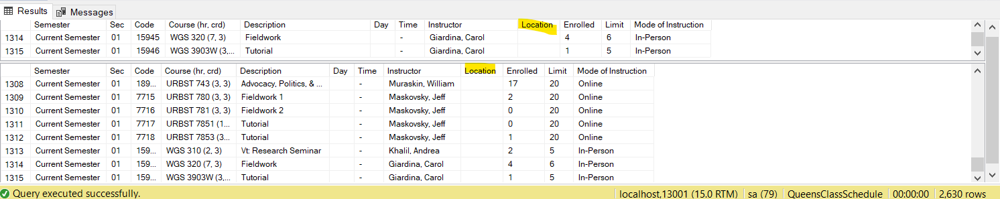 Results Messages
Semester Sec Code Course (hr, crd) Description Day Time Instructor Location Enrolled Limit Mode of Instruction
1314 Current Semester 01 15945 WGS 320 (7, 3) Fieldwork - Giardina, Carol 4 6 In-Person
1315 Current Semester 01 15946 WGS 3903W (3,... Tutorial - Giardina, Carol 1 5 In-Person
Semester Sec Code Course (hr, crd) Description Day Time Instructor Location Enrolled Limit Mode of Instruction
1308 Current Semester 01 189... URBST 743 (3, 3) Advocacy, Politics, & ... - Muraskin, William 17 20 Online
1309 Current Semester 01 7715 URBST 780 (3, 3) Fieldwork 1 - Maskovsky, Jeff 2 20 Online
1310 Current Semester 01 7716 URBST 781 (3, 3) Fieldwork 2 - Maskovsky, Jeff 0 20 Online
1311 Current Semester 01 7717 URBST 7851 (1... Tutorial - Maskovsky, Jeff 0 20 Online
1312 Current Semester 01 7718 URBST 7853 (3... Tutorial - Maskovsky, Jeff 1 20 Online
1313 Current Semester 01 159... WGS 310 (2, 3) Vt: Research Seminar - Khalil, Andrea 2 5 In-Person
1314 Current Semester 01 159... WGS 320 (7, 3) Fieldwork - Giardina, Carol 4 6 In-Person
1315 Current Semester 01 159... WGS 3903W (3,... Tutorial - Giardina, Carol 1 5 In-Person
Query executed successfully. localhost,13001 (15.0 RTM) sa (79) QueensClassSchedule 00:00:00 2,630 rows